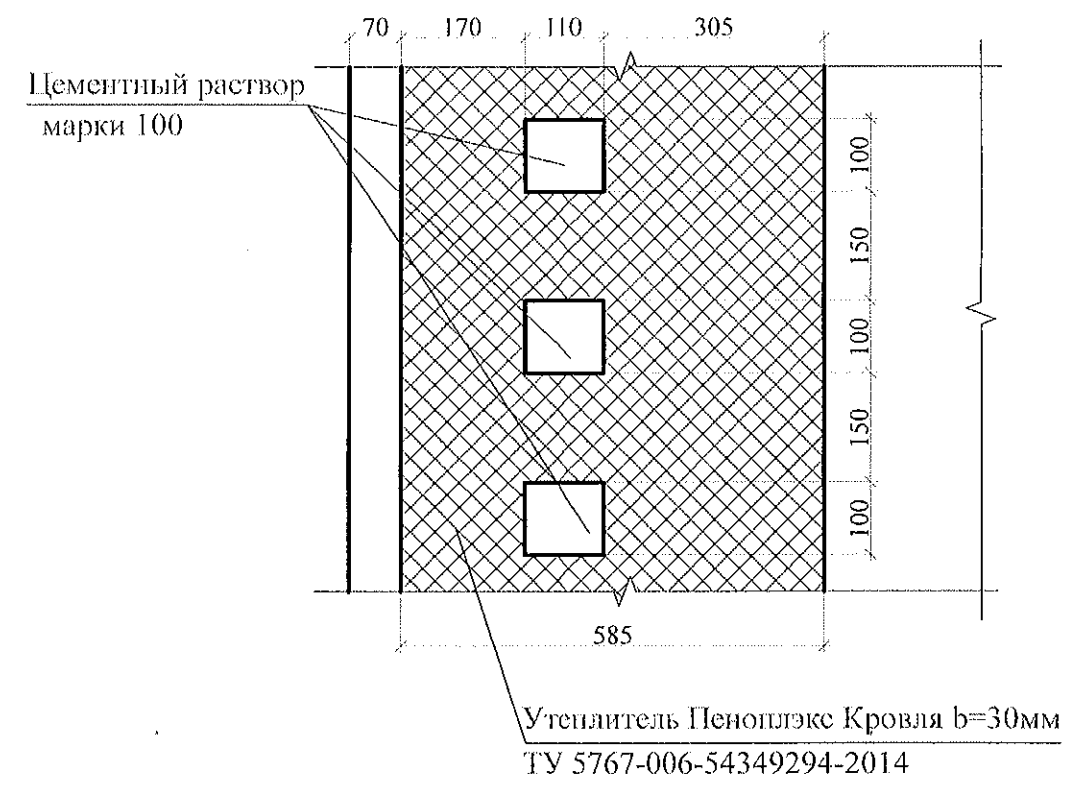 70 170 110 305
Цементный раствор
марки 100
100
150
100
150
100
585
Утеплитель Пеноплэкс Кровля b=30мм
ТУ 5767-006-54349294-2014